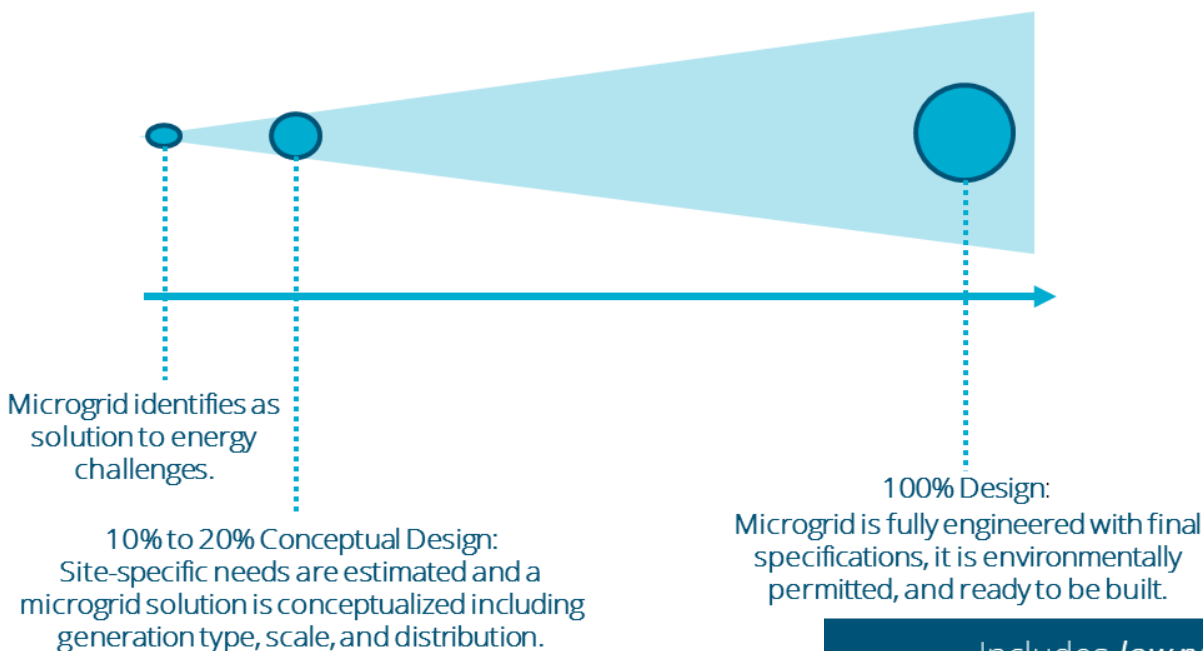 Microgrid identifies as
solution to energy
challenges.
10% to 20% Conceptual Design:
Site-specific needs are estimated and a
microgrid solution is conceptualized including
generation type, scale, and distribution.
100% Design:
Microgrid is fully engineered with final
specifications, it is environmentally
permitted, and ready to be built.
Includes